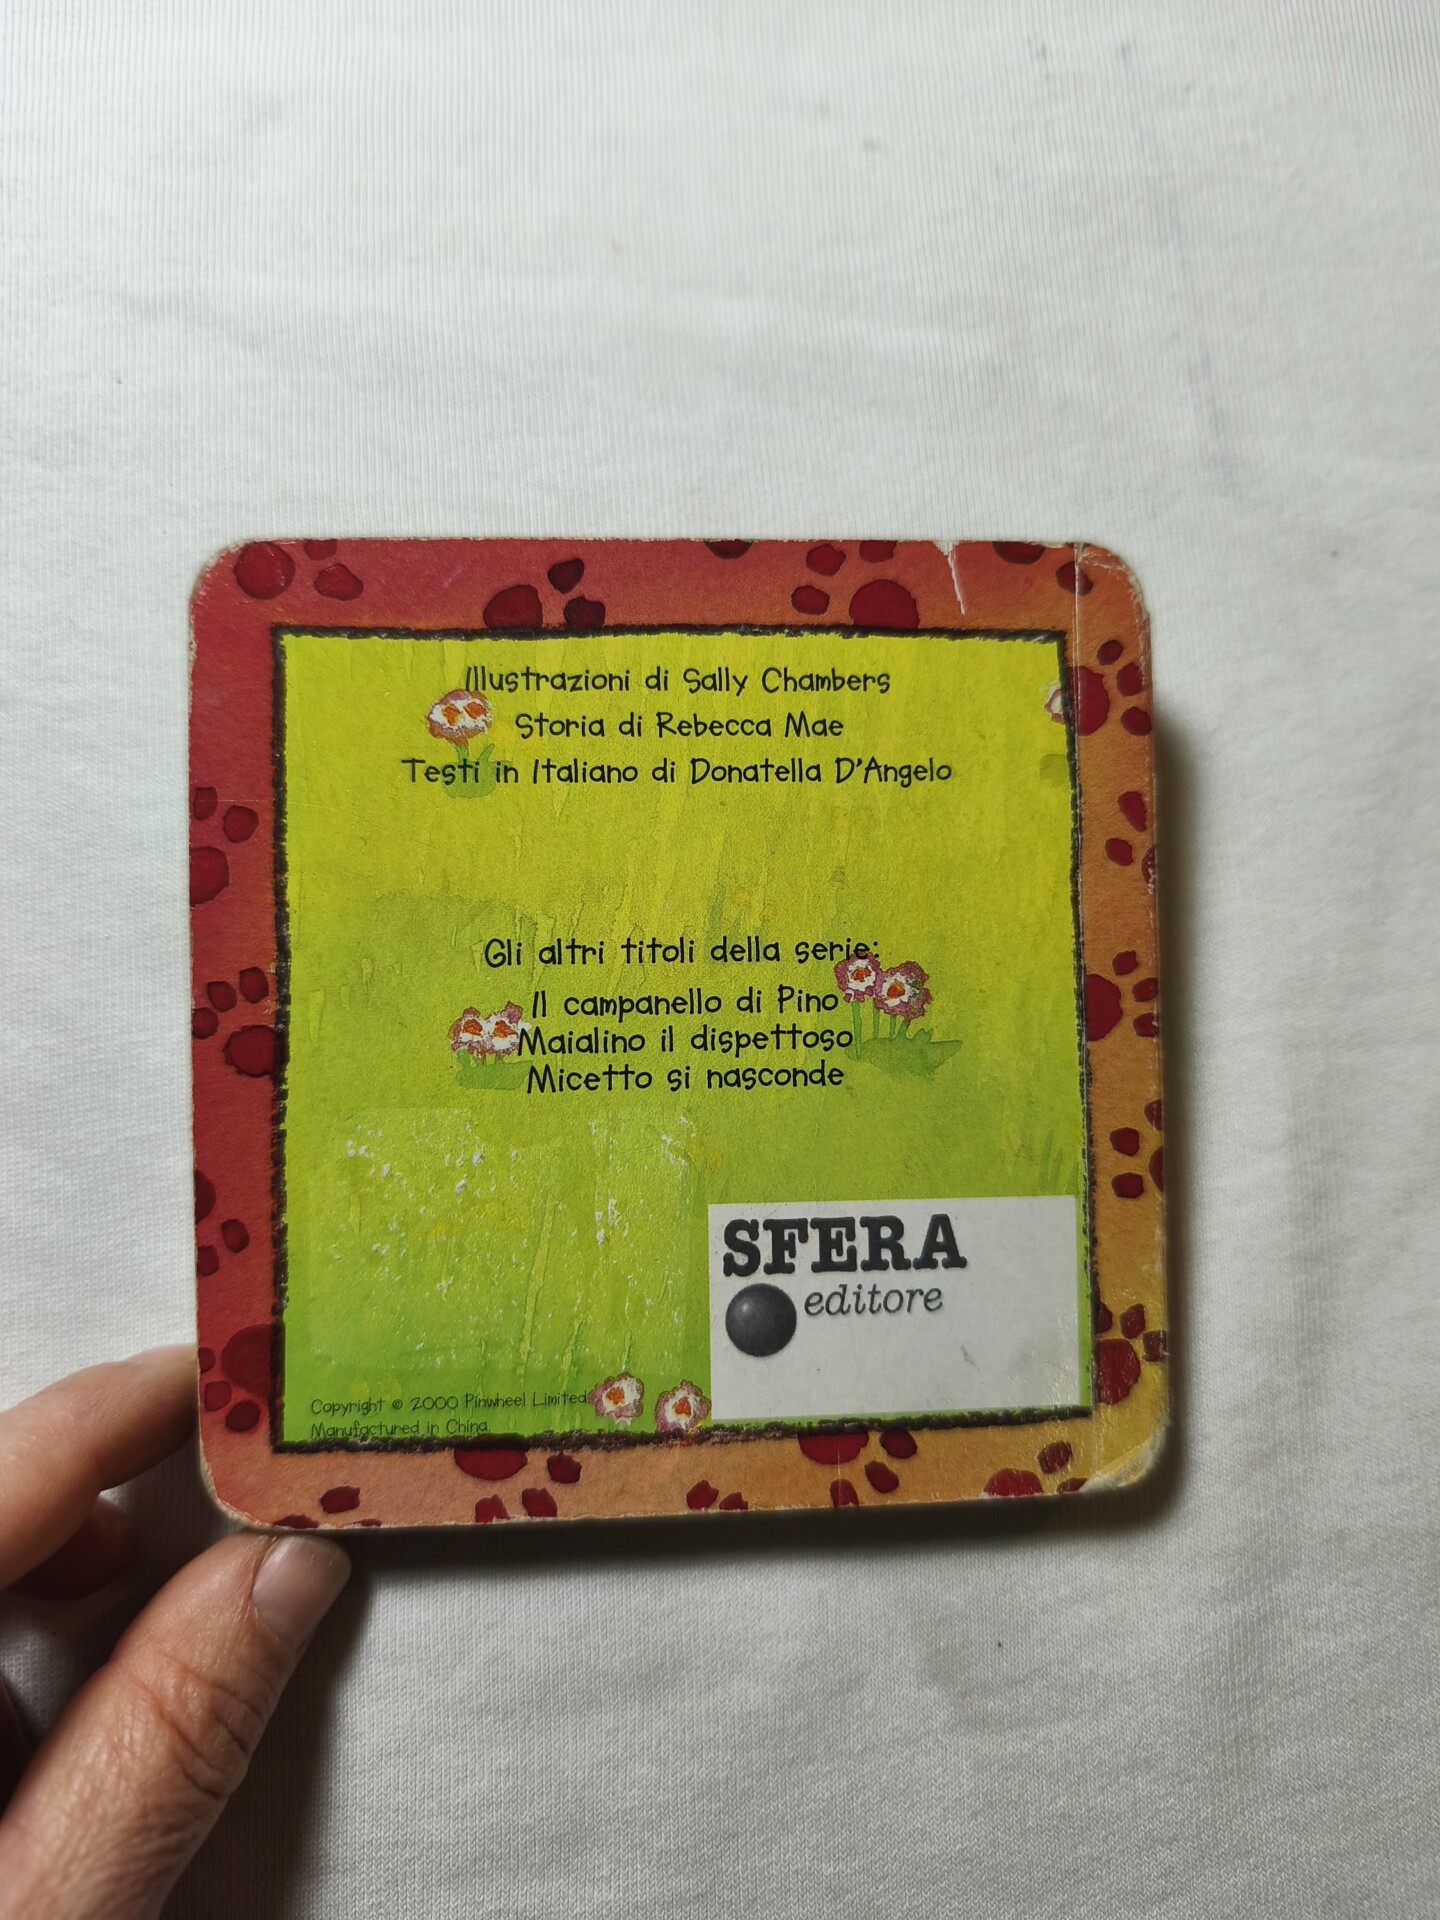 Illustrazioni di Sally Chambers
Storia di Rebecca Mae
Testi in Italiano di Donatella D'Angelo
Gli altri titoli della serie:
Il campanello di Pino
Maialino il dispettoso
Micetto si nasconde
SFERA
editore
Copyright © 2000 Pinwheel Limited
Manufactured in China.